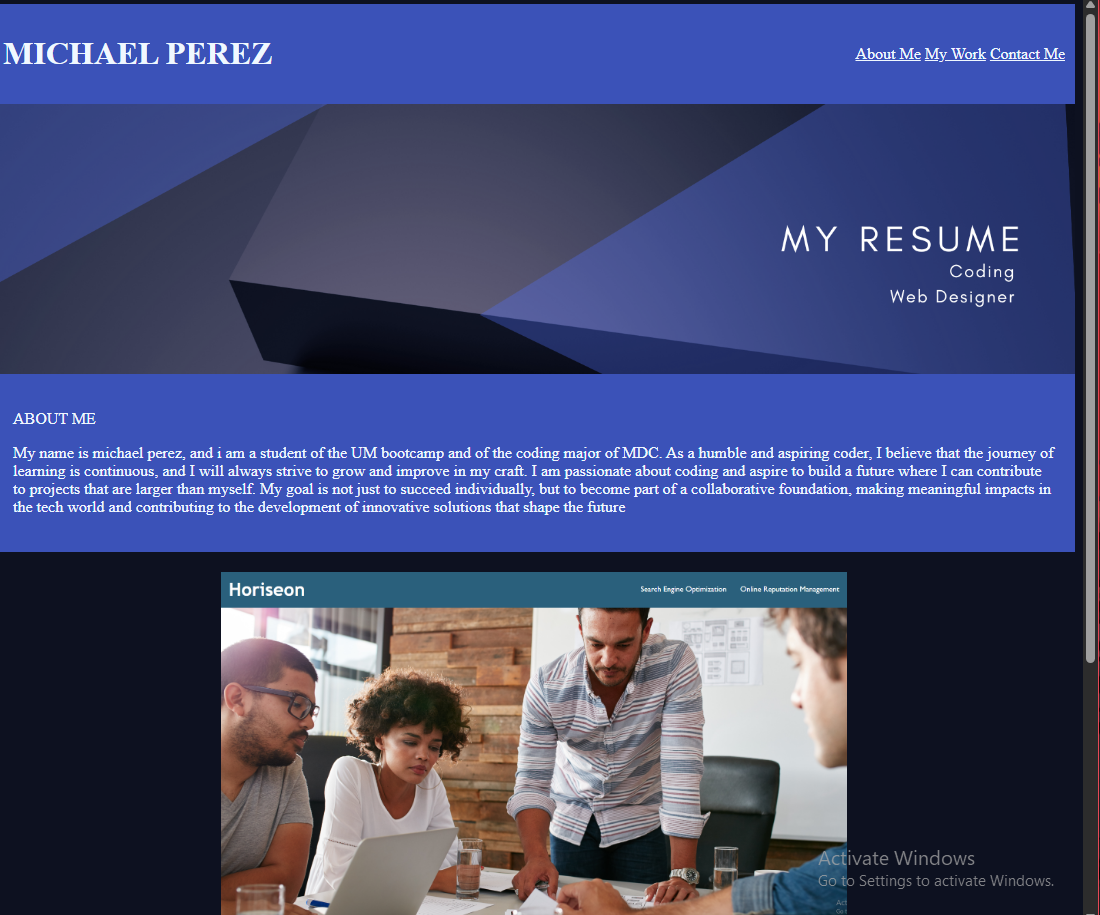 MICHAEL PEREZ
About Me My Work Contact Me
MY RESUME
Coding
Web Designer
ABOUT ME
My name is michael perez, and i am a student of the UM bootcamp and of the coding major of MDC. As a humble and aspiring coder, I believe that the journey of
learning is continuous, and I will always strive to grow and improve in my craft. I am passionate about coding and aspire to build a future where I can contribute
to projects that are larger than myself. My goal is not just to succeed individually, but to become part of a collaborative foundation, making meaningful impacts in
the tech world and contributing to the development of innovative solutions that shape the future
Horiseon
Search Engine Optimization Online Reputation Management
Activate Windows
Go to Settings to activate Windows.